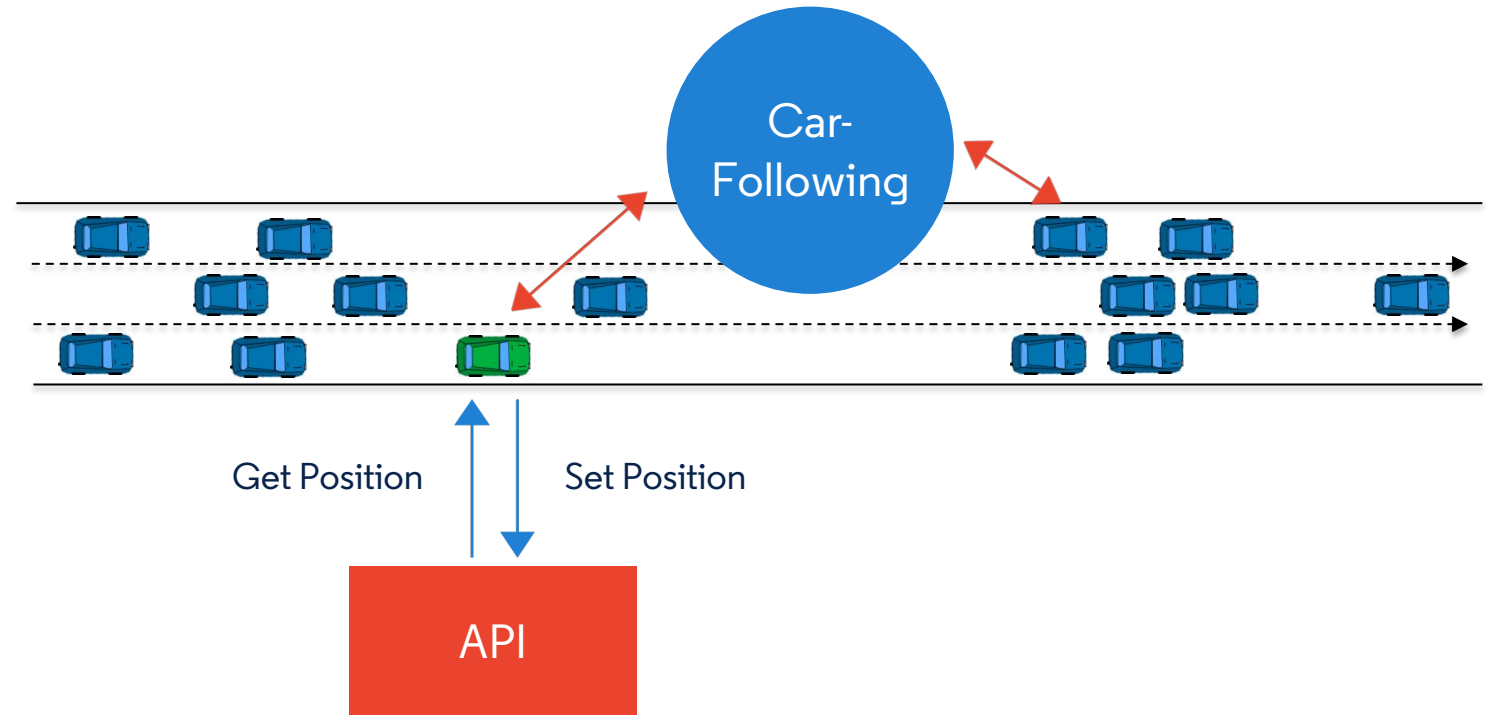 Car-
Following
Get Position
Set Position
API